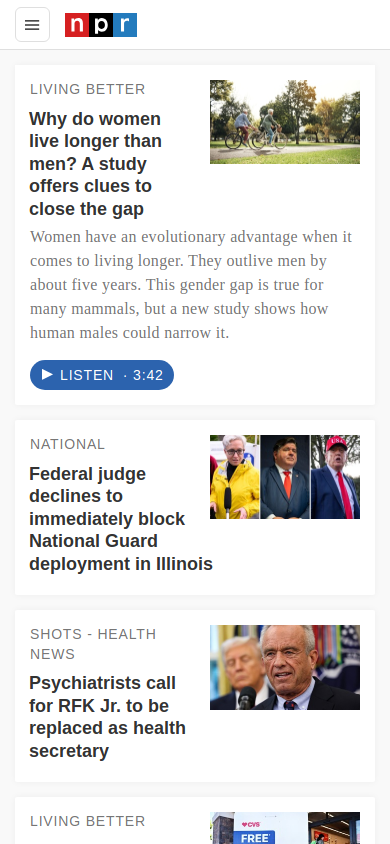 npr
LIVING BETTER
Why do women
live longer than
men? A study
offers clues to
close the gap
Women have an evolutionary advantage when it
comes to living longer. They outlive men by
about five years. This gender gap is true for
many mammals, but a new study shows how
human males could narrow it.
LISTEN · 3:42
NATIONAL
Federal judge
declines to
immediately block
National Guard
deployment in Illinois
USA
SHOTS - HEALTH
NEWS
Psychiatrists call
for RFK Jr. to be
replaced as health
secretary
LIVING BETTER
CVS
FREE